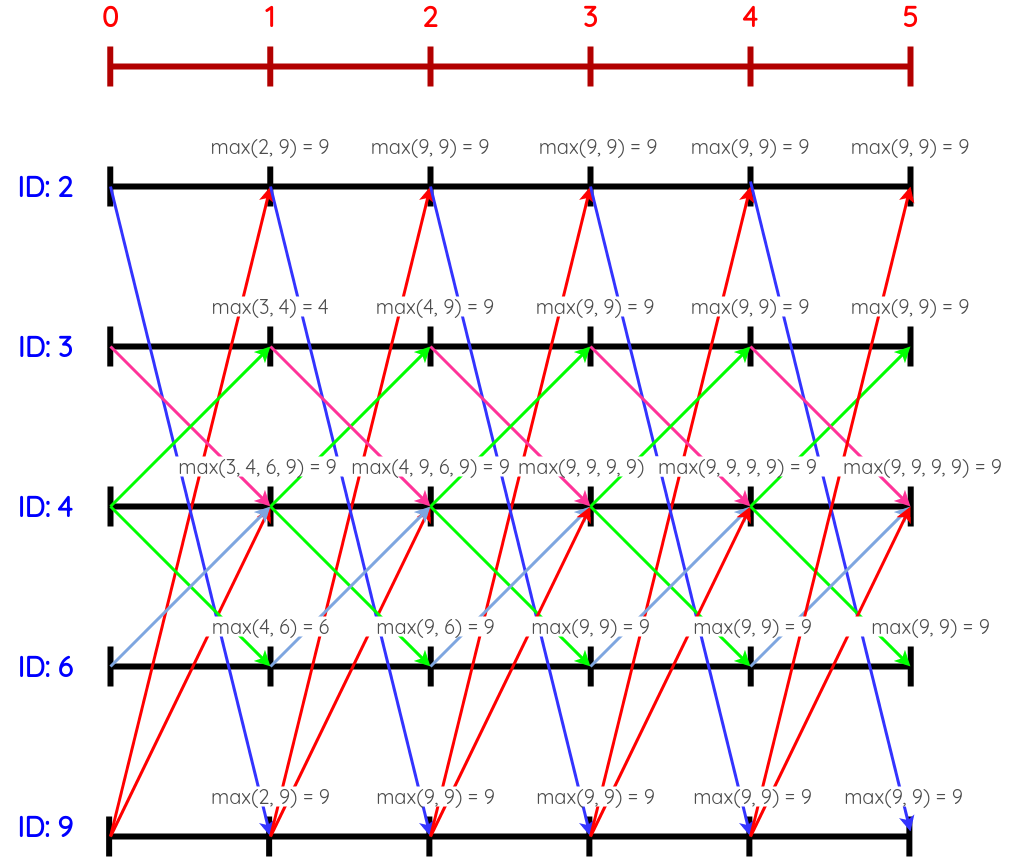 0 1 2 3 4 5
max(2, 9) = 9 max(9, 9) = 9 max(9, 9) = 9 max(9, 9) = 9 max(9, 9) = 9
ID: 2
max(3, 4) = 4 max(4, 9) = 9 max(9, 9) = 9 max(9, 9) = 9 max(9, 9) = 9
ID: 3
max(3, 4, 6, 9) = 9 max(4, 9, 6, 9) = 9 max(9, 9, 9, 9) max(9, 9, 9, 9) = 9 max(9, 9, 9, 9) = 9
ID: 4
max(4, 6) = 6 max(9, 6) = 9 max(9, 9) = 9 max(9, 9) = 9 max(9, 9) = 9
ID: 6
max(2, 9) = 9 max(9, 9) = 9 max(9, 9) = 9 max(9, 9) = 9 max(9, 9) = 9
ID: 9